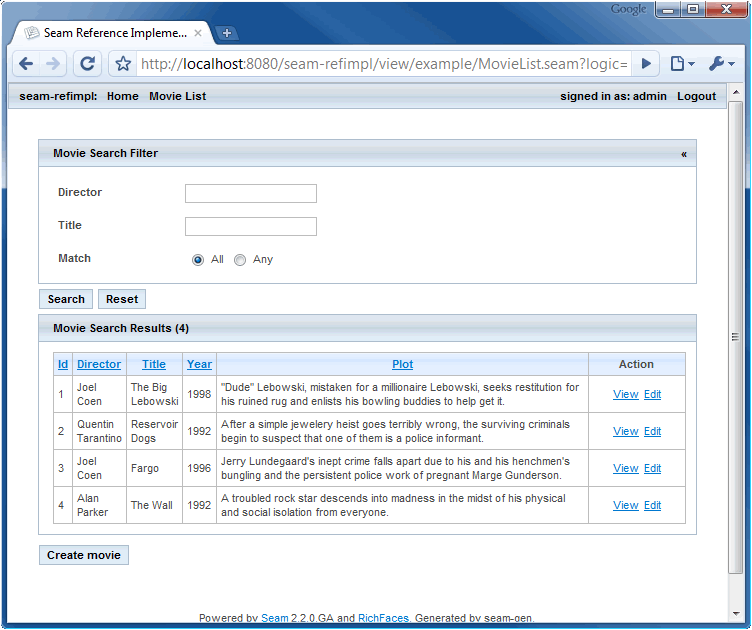 Google
Seam Reference Impleme...
http://localhost:8080/seam-refimpl/view/example/MovieList.seam?logic=
seam-refimpl: Home Movie List signed in as: admin Logout
Movie Search Filter «
Director
Title
Match All Any
Search Reset
Movie Search Results (4)
Id Director Title Year Plot Action
1 Joel Coen The Big Lebowski 1998 "Dude" Lebowski, mistaken for a millionaire Lebowski, seeks restitution for his ruined rug and enlists his bowling buddies to help get it. View Edit
2 Quentin Tarantino Reservoir Dogs 1992 After a simple jewelery heist goes terribly wrong, the surviving criminals begin to suspect that one of them is a police informant. View Edit
3 Joel Coen Fargo 1996 Jerry Lundegaard's inept crime falls apart due to his and his henchmen's bungling and the persistent police work of pregnant Marge Gunderson. View Edit
4 Alan Parker The Wall 1992 A troubled rock star descends into madness in the midst of his physical and social isolation from everyone. View Edit
Create movie
Powered by Seam 2.2.0.GA and RichFaces. Generated by seam-gen.